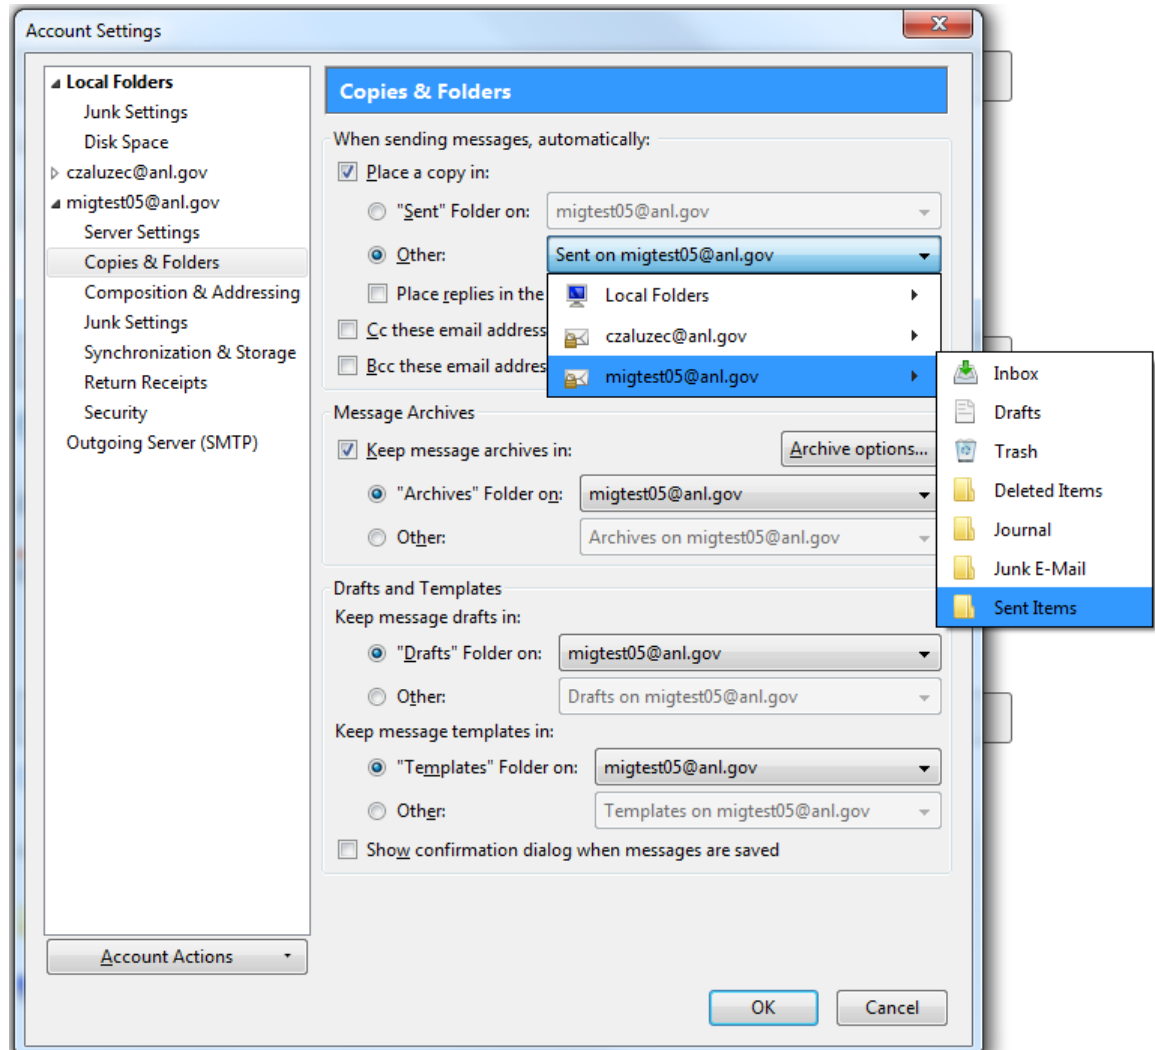 Account Settings
Local Folders
Junk Settings
Disk Space
czaluzec@anl.gov
migtest05@anl.gov
Server Settings
Copies & Folders
Composition & Addressing
Junk Settings
Synchronization & Storage
Return Receipts
Security
Outgoing Server (SMTP)
Account Actions
Copies & Folders
When sending messages, automatically:
Place a copy in:
"Sent" Folder on: migtest05@anl.gov
Other: Sent on migtest05@anl.gov
Place replies in the
Cc these email address
Bcc these email addres
Local Folders
czaluzec@anl.gov
migtest05@anl.gov
Inbox
Drafts
Trash
Deleted Items
Journal
Junk E-Mail
Sent Items
Message Archives
Keep message archives in: Archive options...
"Archives" Folder on: migtest05@anl.gov
Other: Archives on migtest05@anl.gov
Drafts and Templates
Keep message drafts in:
"Drafts" Folder on: migtest05@anl.gov
Other: Drafts on migtest05@anl.gov
Keep message templates in:
"Templates" Folder on: migtest05@anl.gov
Other: Templates on migtest05@anl.gov
Show confirmation dialog when messages are saved
OK Cancel